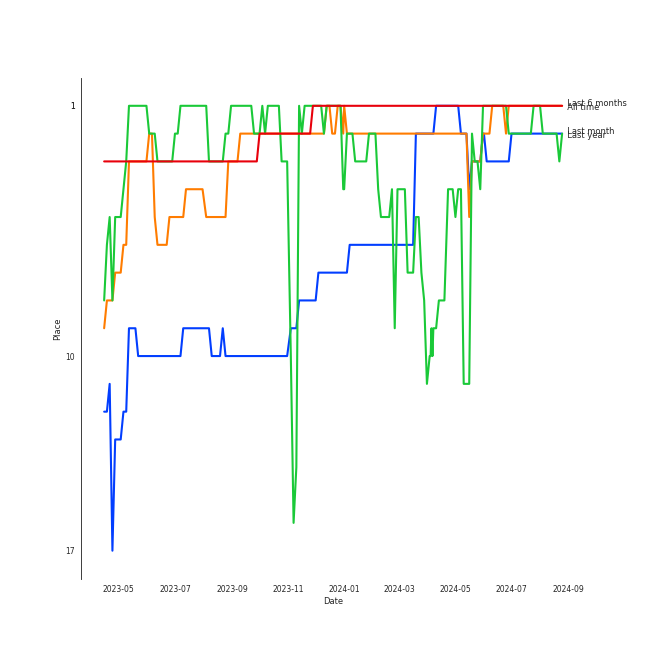 1
Last 6 months
All time
Last month
Last year
Place
10
17
2023-05 2023-07 2023-09 2023-11 2024-01 2024-03 2024-05 2024-07 2024-09
Date